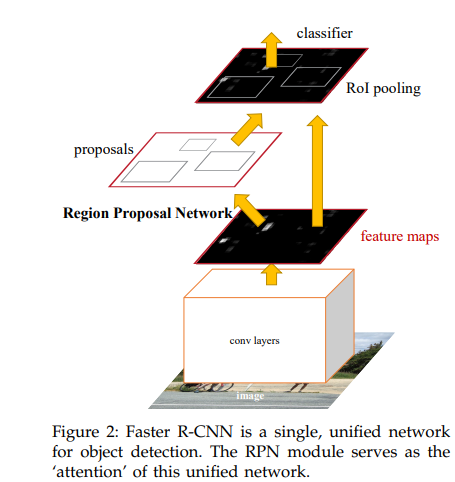 classifier
RoI pooling
proposals
Region Proposal Network
feature maps
conv layers
image
Figure 2: Faster R-CNN is a single, unified network
for object detection. The RPN module serves as the
‘attention’ of this unified network.